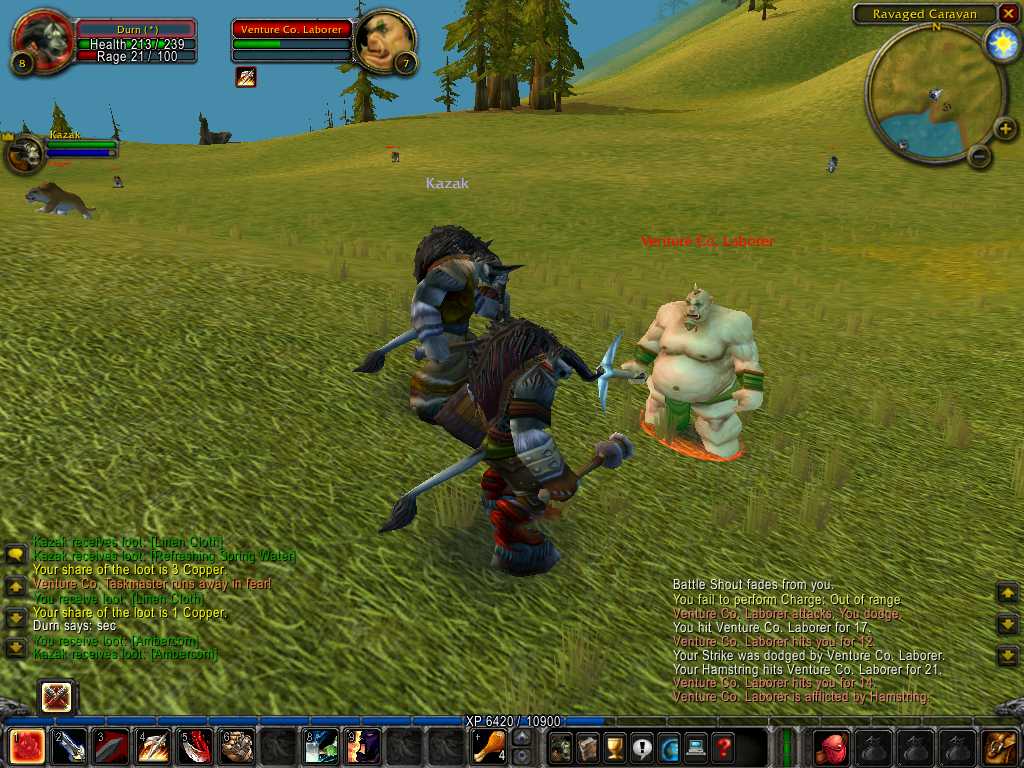 Durn (*)
Health 213 / 239
Rage 21 / 100
8
Venture Co. Laborer
7
Ravaged Caravan
N
Kazak
Kazak
Venture Co. Laborer
Kazak receives loot: [Linen Cloth]
Kazak receives loot: [Refreshing Spring Water]
Your share of the loot is 3 Copper.
Venture Co. Taskmaster runs away in fear!
You receive loot: [Linen Cloth]
Your share of the loot is 1 Copper.
Durn says: sec
You receive loot: [Ambercorn]
Kazak receives loot: [Ambercorn]
Battle Shout fades from you.
You fail to perform Charge: Out of range.
Venture Co. Laborer attacks. You dodge.
You hit Venture Co. Laborer for 17.
Venture Co. Laborer hits you for 12.
Your Strike was dodged by Venture Co. Laborer.
Your Hamstring hits Venture Co. Laborer for 21.
Venture Co. Laborer hits you for 14.
Venture Co. Laborer is afflicted by Hamstring.
XP 6420 / 10900
1 2 3 4 5 6 8 9 + 4